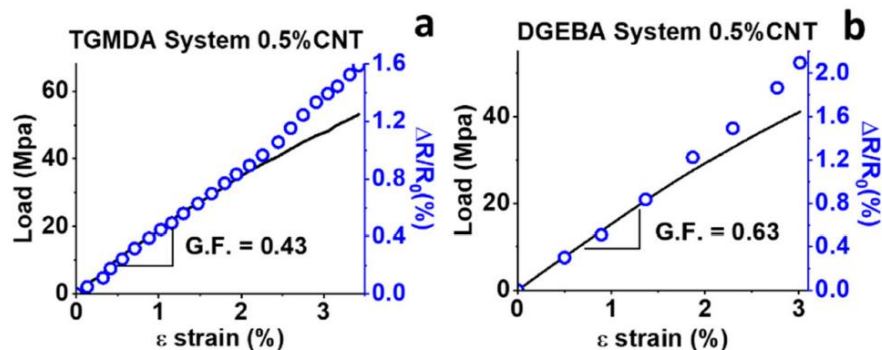 TGMDA System 0.5%CNT
a
Load (Mpa)
60
40
20
0
0
1
2
3
ε strain (%)
G.F. = 0.43
1.6
1.2
0.8
0.4
0.0
ΔR/R0(%)
DGEBA System 0.5%CNT
b
Load (Mpa)
40
20
0
0
1
2
3
ε strain (%)
G.F. = 0.63
2.0
1.6
1.2
0.8
0.4
0.0
ΔR/R0(%)